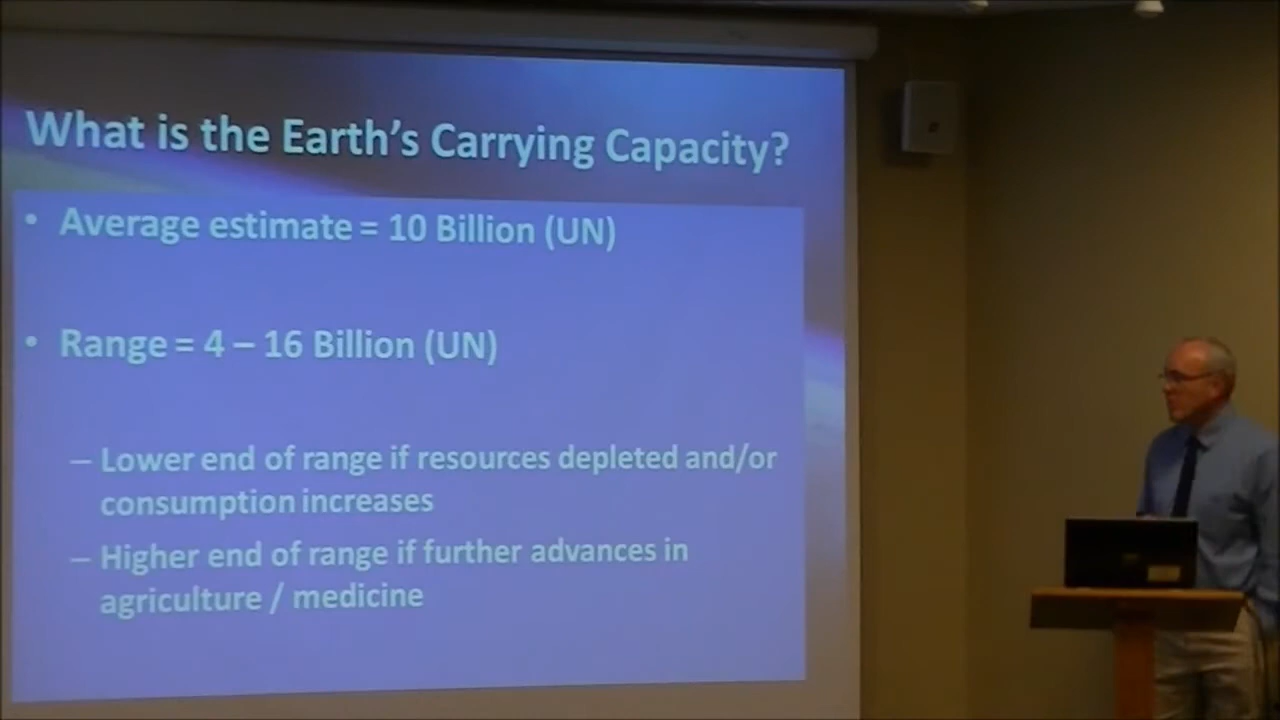 What is the Earth's Carrying Capacity?
• Average estimate = 10 Billion (UN)
• Range = 4 – 16 Billion (UN)
– Lower end of range if resources depleted and/or
consumption increases
– Higher end of range if further advances in
agriculture / medicine